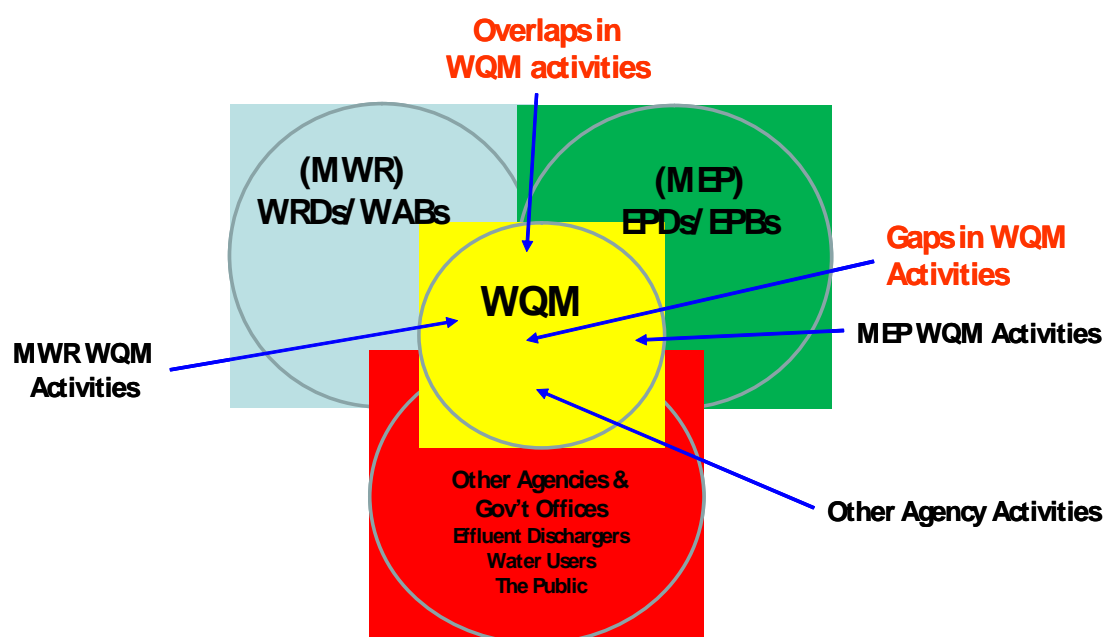 Overlaps in
WQM activities
(MWR)
WRDs/ WABs
(MEP)
EPDs/ EPBs
Gaps in WQM
Activities
WQM
MEP WQM Activities
MWR WQM
Activities
Other Agencies &
Gov't Offices
Effluent Dischargers
Water Users
The Public
Other Agency Activities